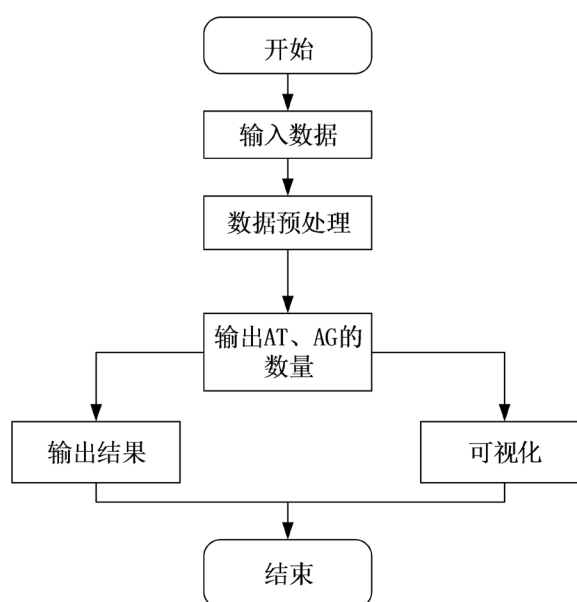 开始
输入数据
数据预处理
输出AT、AG的
数量
输出结果
可视化
结束